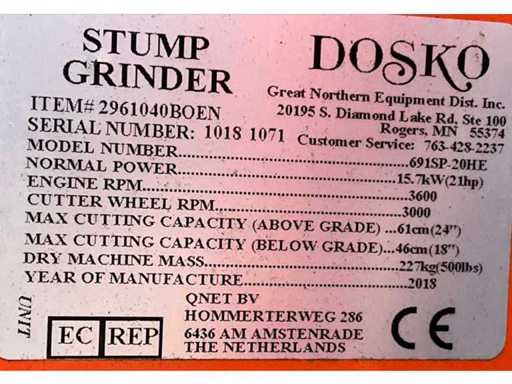 STUMP
GRINDER
DOSKO
Great Northern Equipment Dist. Inc.
20195 S. Diamond Lake Rd. Ste 100
Rogers, MN 55374
Customer Service: 763-428-2237
ITEM# 2961040BOEN
SERIAL NUMBER: 1018 1071
MODEL NUMBER....................691SP-20HE
NORMAL POWER....................15.7kW(21hp)
ENGINE RPM....................3600
CUTTER WHEEL RPM....................3000
MAX CUTTING CAPACITY (ABOVE GRADE)....61cm(24")
MAX CUTTING CAPACITY (BELOW GRADE)....46cm(18")
DRY MACHINE MASS....................227kg(500lbs)
YEAR OF MANUFACTURE....................2018
UNIT
EC REP
QNET BV
HOMMERTERWEG 286
6436 AM AMSTENRADE
THE NETHERLANDS
CE